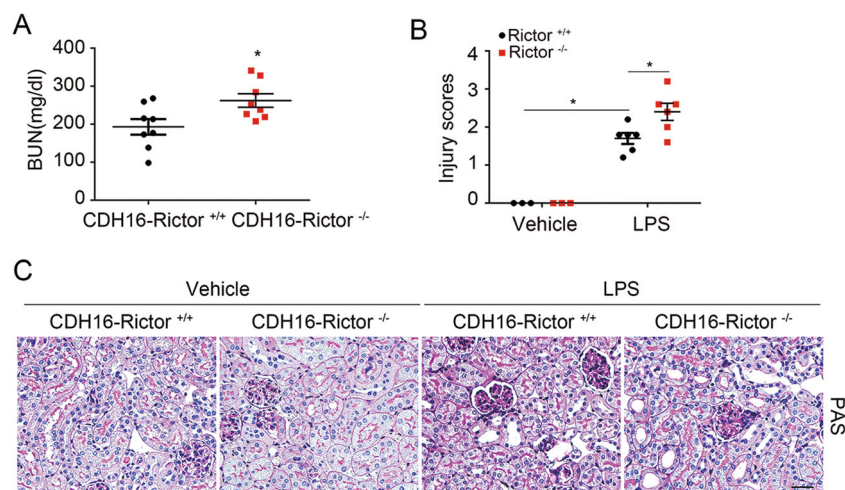 A
BUN(mg/dl)
400
300
200
100
0
*
CDH16-Rictor +/+ CDH16-Rictor -/-
B
Rictor +/+
Rictor -/-
Injury scores
4
3
2
1
0
*
*
Vehicle
LPS
C
Vehicle
LPS
CDH16-Rictor +/+
CDH16-Rictor -/-
CDH16-Rictor +/+
CDH16-Rictor -/-
PAS